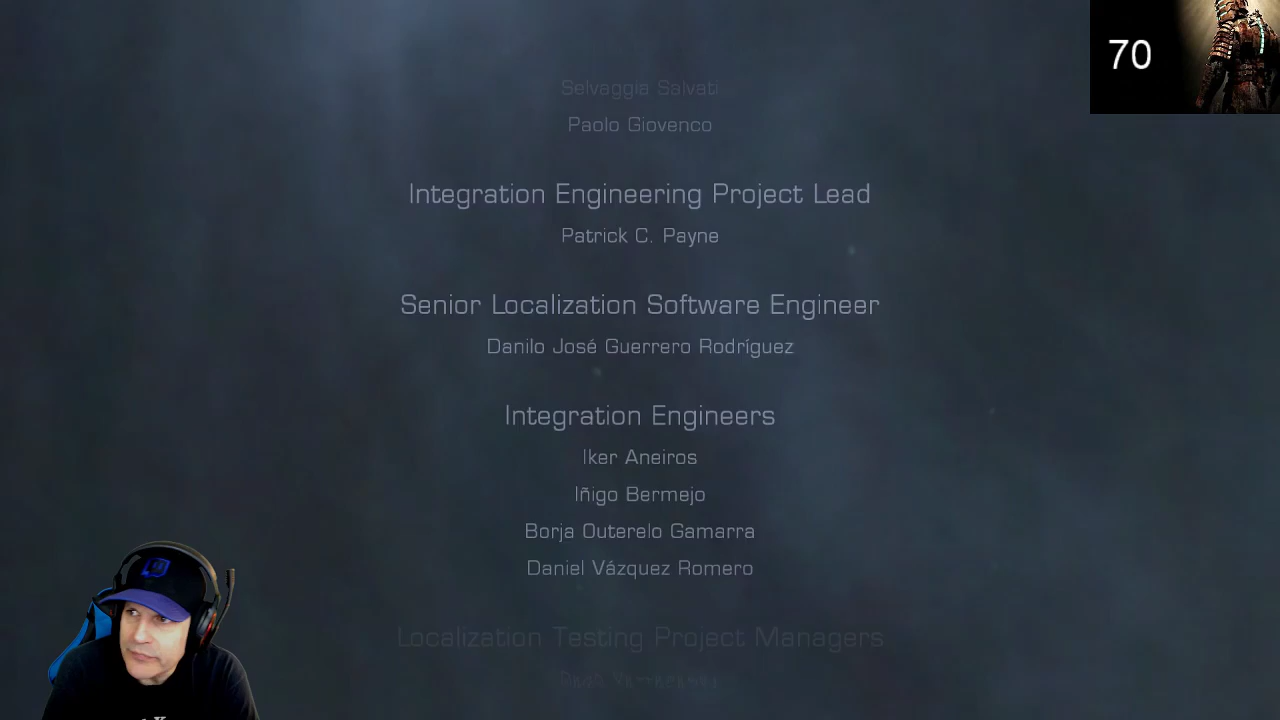 70
Selvaggia Salvati
Paolo Giovenco
Integration Engineering Project Lead
Patrick C. Payne
Senior Localization Software Engineer
Danilo José Guerrero Rodríguez
Integration Engineers
Iker Aneiros
Iñigo Bermejo
Borja Outerelo Gamarra
Daniel Vázquez Romero
Localization Testing Project Managers